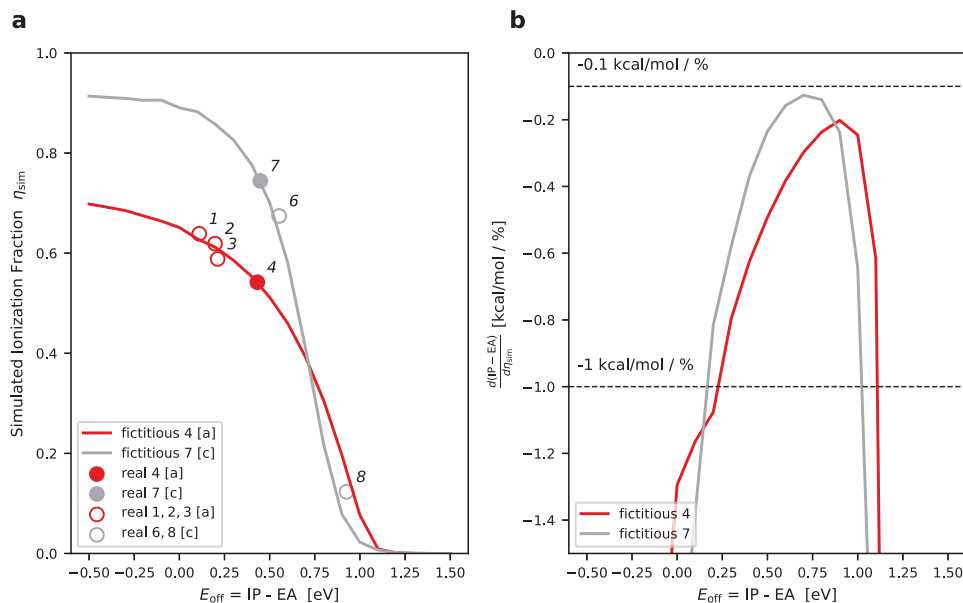 a
1.0
0.8
0.6
0.4
0.2
0.0
Simulated Ionization Fraction η_sim
1
2
3
4
7
6
8
fictitious 4 [a]
fictitious 7 [c]
real 4 [a]
real 7 [c]
real 1, 2, 3 [a]
real 6, 8 [c]
−0.50 −0.25 0.00 0.25 0.50 0.75 1.00 1.25 1.50
E_off = IP - EA [eV]
b
0.0
−0.2
−0.4
−0.6
−0.8
−1.0
−1.2
−1.4
d(IP − EA)/dη_sim [kcal/mol / %]
-0.1 kcal/mol / %
-1 kcal/mol / %
fictitious 4
fictitious 7
−0.50 −0.25 0.00 0.25 0.50 0.75 1.00 1.25 1.50
E_off = IP - EA [eV]